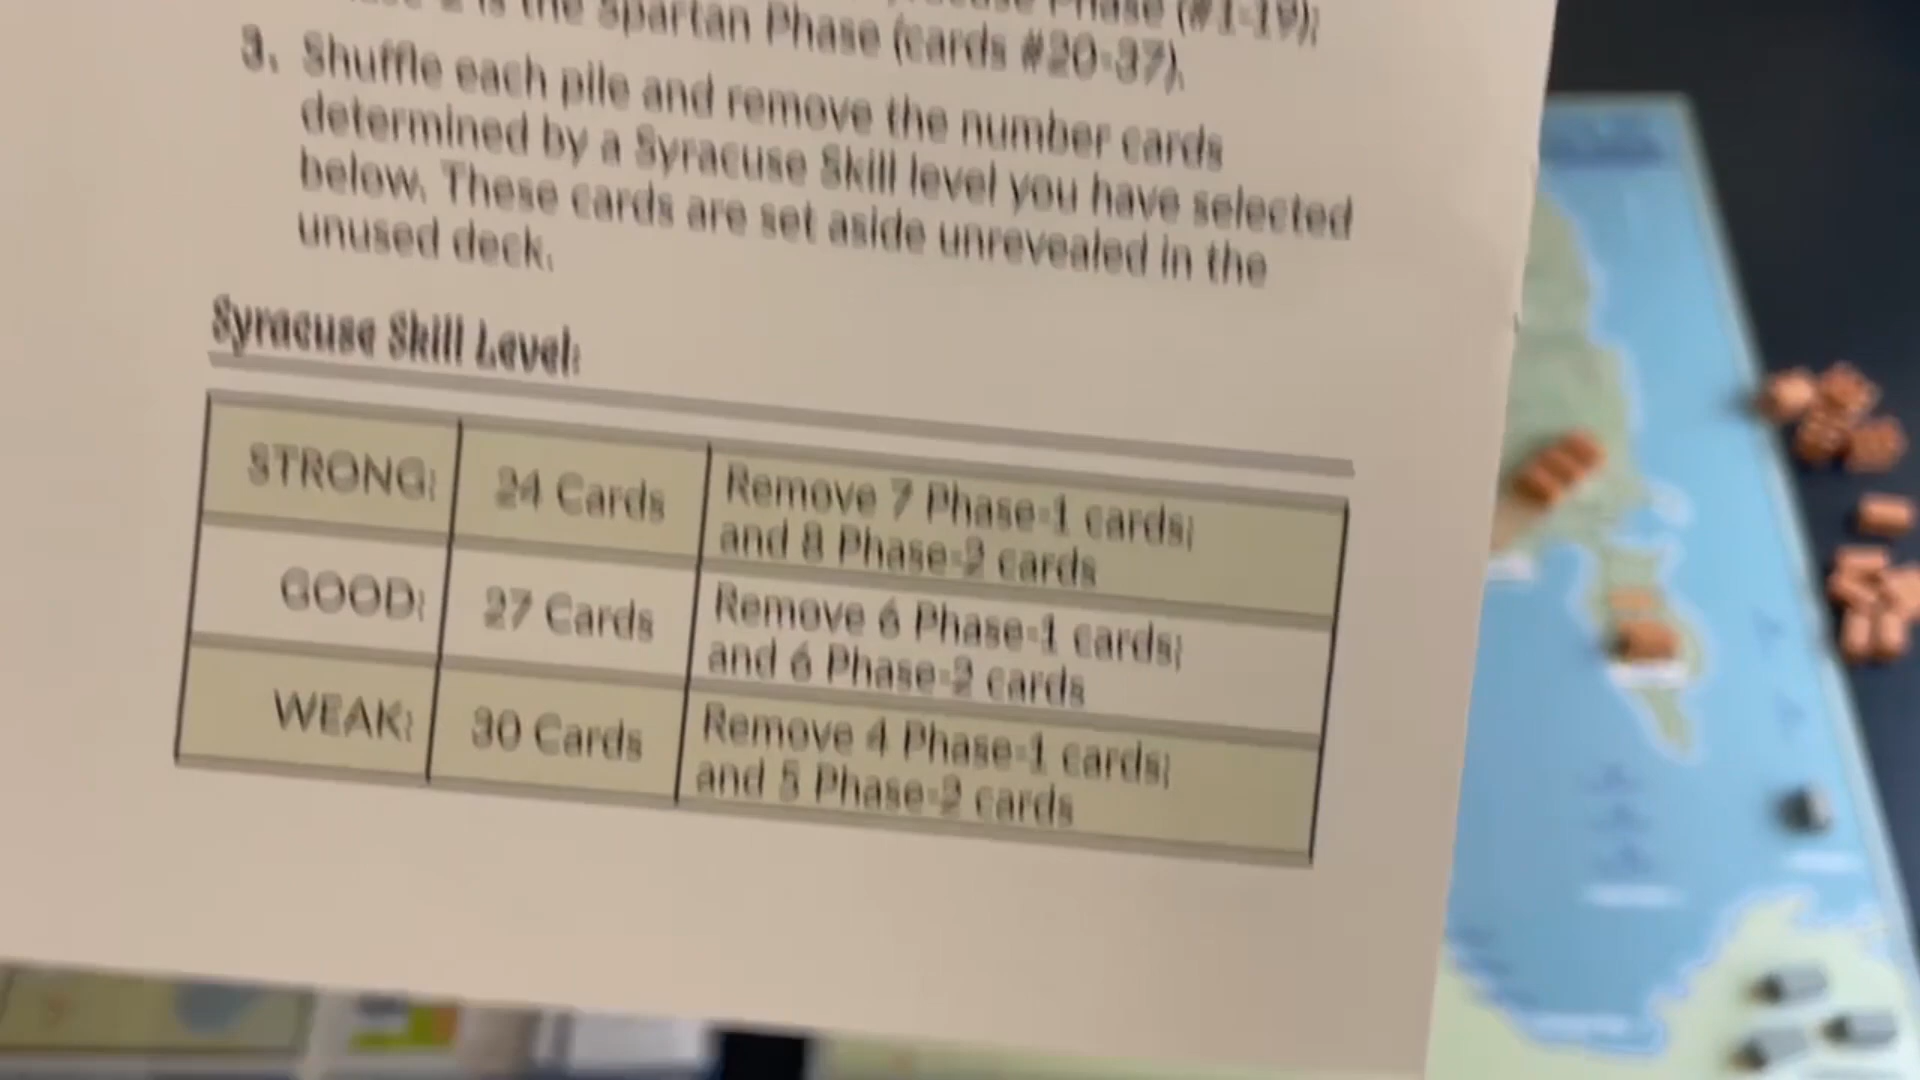 is the Spartan Phase (cards #20-37).
3. Shuffle each pile and remove the number cards
determined by a Syracuse Skill level you have selected
below. These cards are set aside unrevealed in the
unused deck.
Syracuse Skill Level:
STRONG: 24 Cards Remove 7 Phase-1 cards;
and 8 Phase-2 cards
GOOD: 27 Cards Remove 6 Phase-1 cards;
and 6 Phase-2 cards
WEAK: 30 Cards Remove 4 Phase-1 cards;
and 5 Phase-2 cards